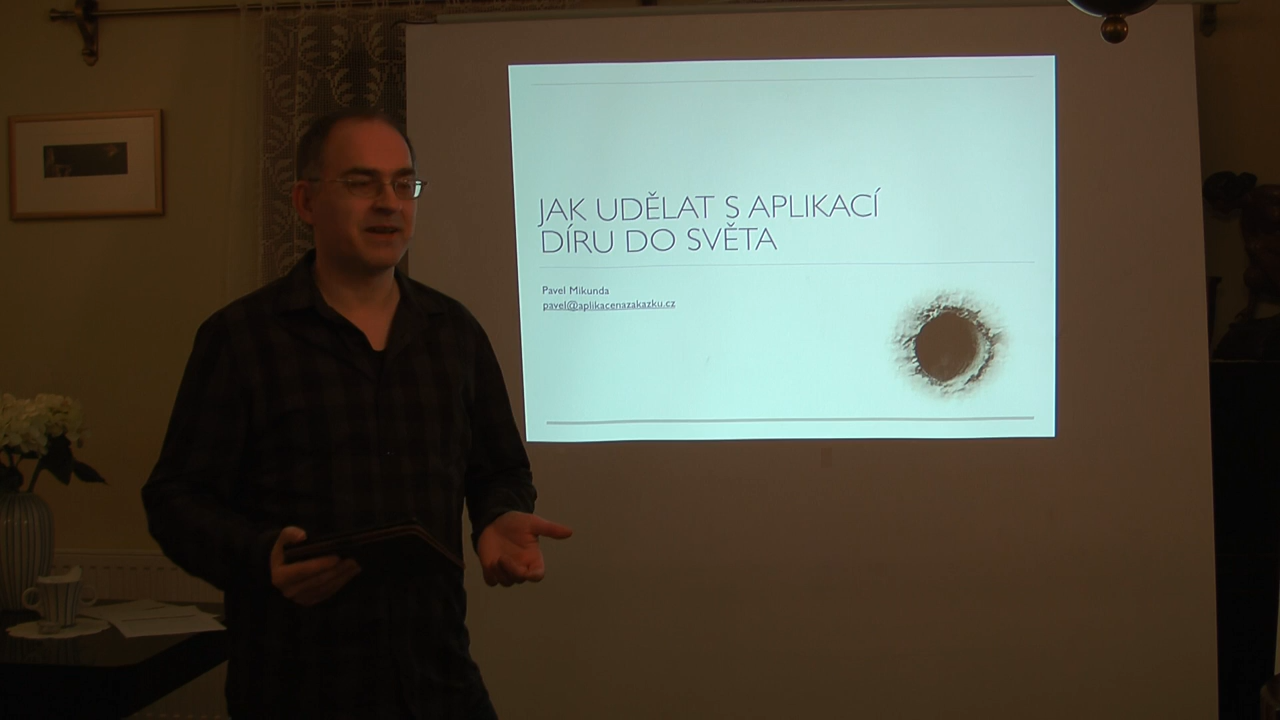 JAK UDĚLAT S APLIKACÍ
DÍRU DO SVĚTA
Pavel Mikunda
pavel@aplikacenazakazku.cz